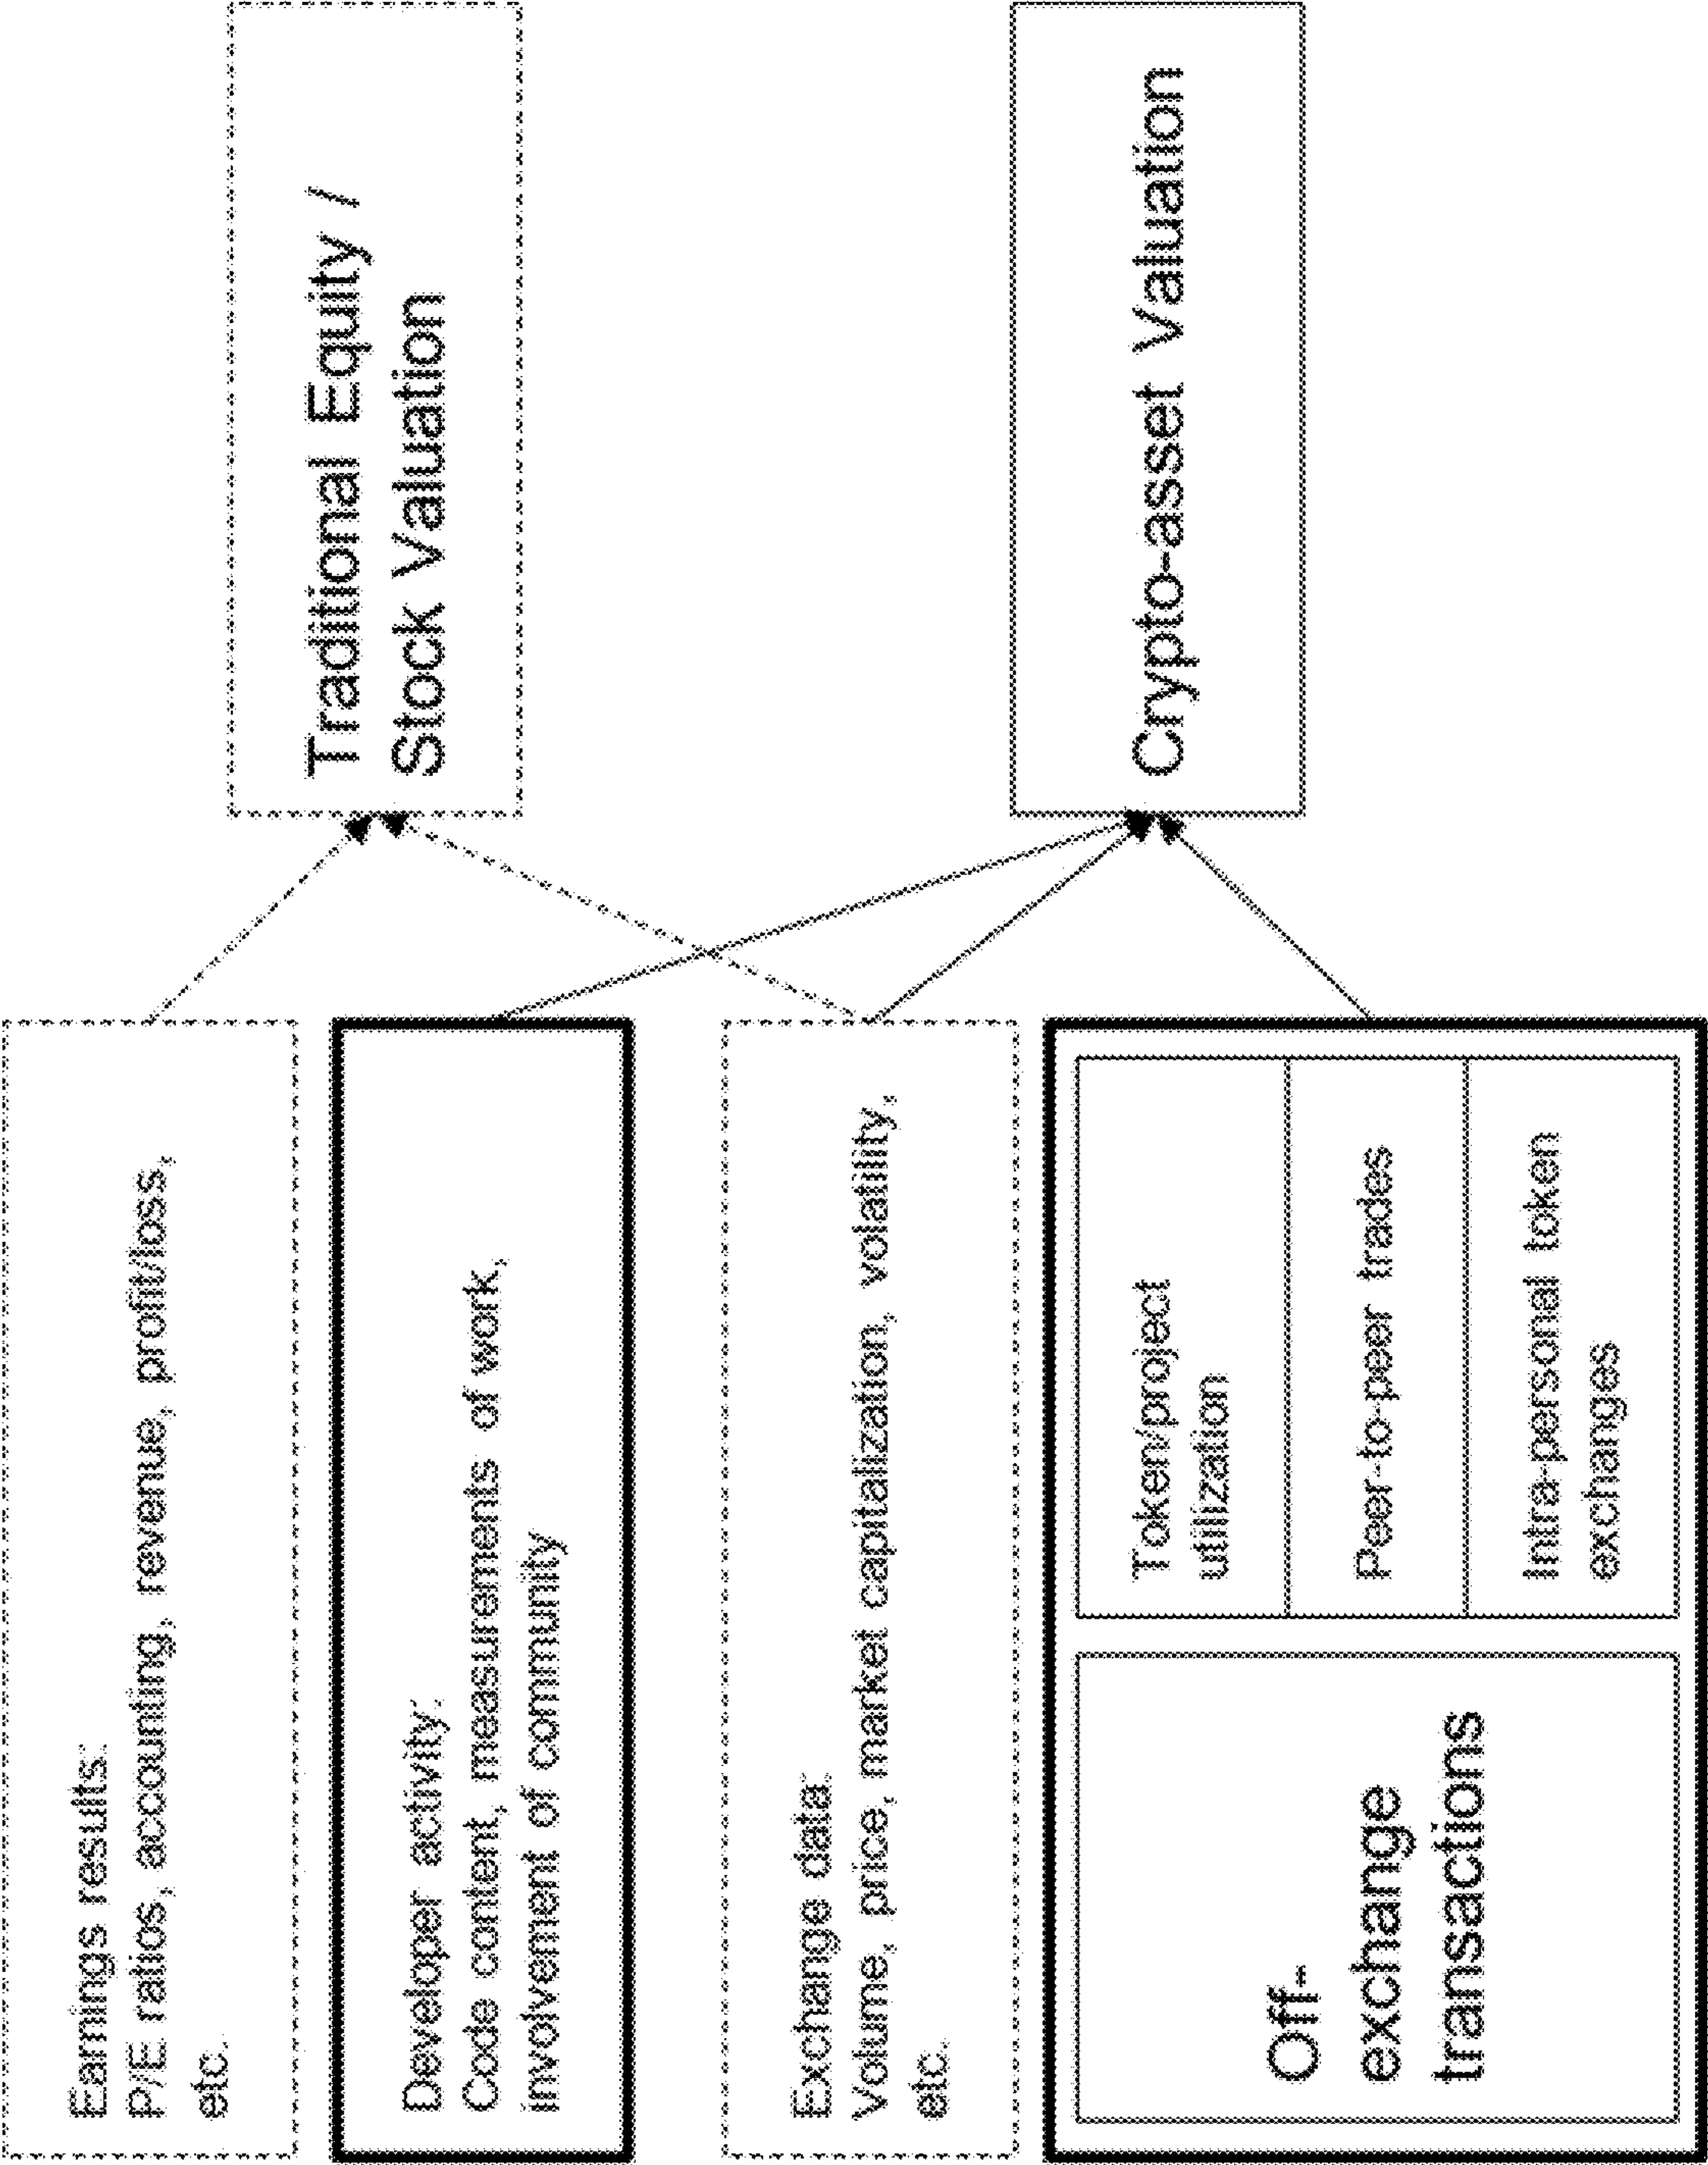 Earnings results:
P/E ratios, accounting, revenue, profit/loss,
etc.
Developer activity:
Code content, measurements of work,
involvement of community
Exchange data:
Volume, price, market capitalization, volatility,
etc.
Off-
exchange
transactions
Token/project
utilization
Peer-to-peer trades
Intra-personal token
exchanges
Traditional Equity /
Stock Valuation
Crypto-asset Valuation